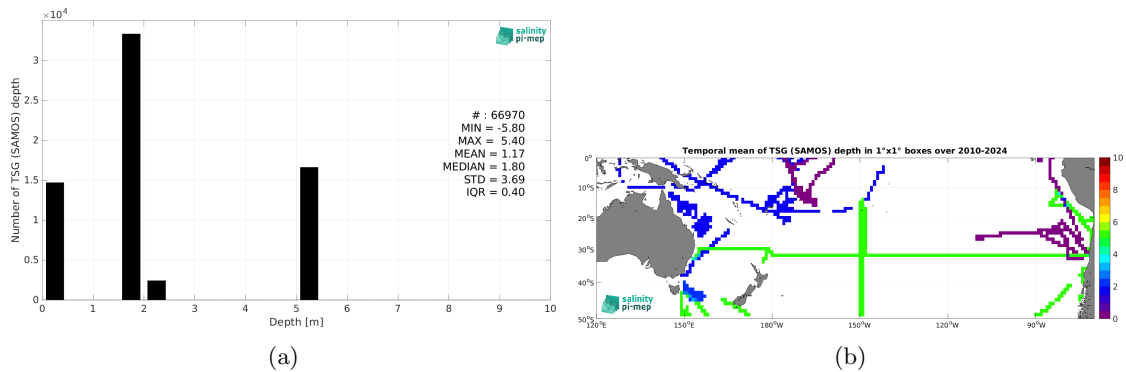 ×10⁴
3.5
3
2.5
2
1.5
1
0.5
0
Number of TSG (SAMOS) depth
salinity
pi-mep
# : 66970
MIN = -5.80
MAX = 5.40
MEAN = 1.17
MEDIAN = 1.80
STD = 3.69
IQR = 0.40
0 1 2 3 4 5 6 7 8 9 10
Depth [m]
(a)
Temporal mean of TSG (SAMOS) depth in 1°x1° boxes over 2010-2024
0°
10°S
20°S
30°S
40°S
50°S
120°E 150°E 180°W 150°W 120°W 90°W
salinity
pi-mep
10
8
6
4
2
0
(b)